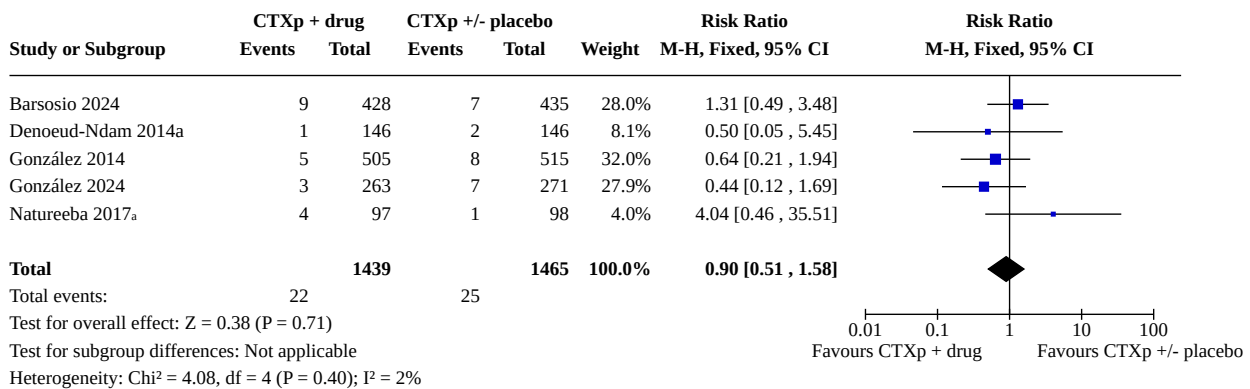 CTXp + drug CTXp +/- placebo Risk Ratio Risk Ratio
Study or Subgroup Events Total Events Total Weight M-H, Fixed, 95% CI M-H, Fixed, 95% CI
Barsosio 2024 9 428 7 435 28.0% 1.31 [0.49 , 3.48]
Denoeud-Ndam 2014a 1 146 2 146 8.1% 0.50 [0.05 , 5.45]
González 2014 5 505 8 515 32.0% 0.64 [0.21 , 1.94]
González 2024 3 263 7 271 27.9% 0.44 [0.12 , 1.69]
Natureeba 2017a 4 97 1 98 4.0% 4.04 [0.46 , 35.51]
Total 1439 1465 100.0% 0.90 [0.51 , 1.58]
Total events: 22 25
Test for overall effect: Z = 0.38 (P = 0.71)
0.01 0.1 1 10 100
Test for subgroup differences: Not applicable
Favours CTXp + drug Favours CTXp +/- placebo
Heterogeneity: Chi² = 4.08, df = 4 (P = 0.40); I² = 2%